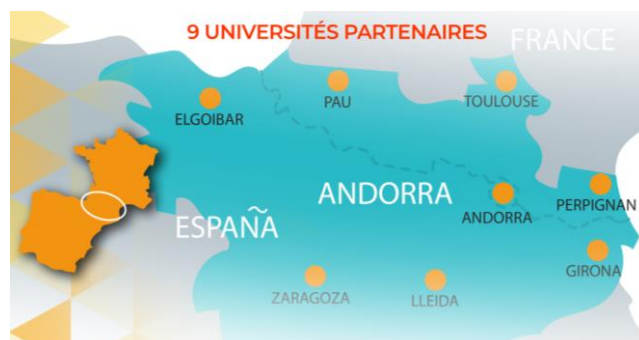 9 UNIVERSITÉS PARTENAIRES
FRANCE
PAU
TOULOUSE
ELGOIBAR
ANDORRA
ANDORRA
PERPIGNAN
ESPAÑA
GIRONA
ZARAGOZA
LLEIDA